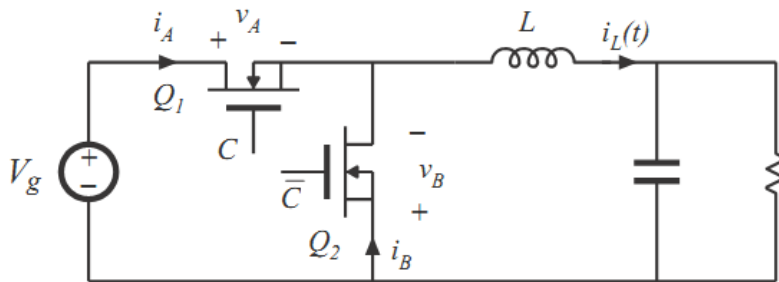 i_A
+ v_A −
L
i_L(t)
Q_1
C
V_g
+
−
C̅
−
v_B
+
Q_2
i_B